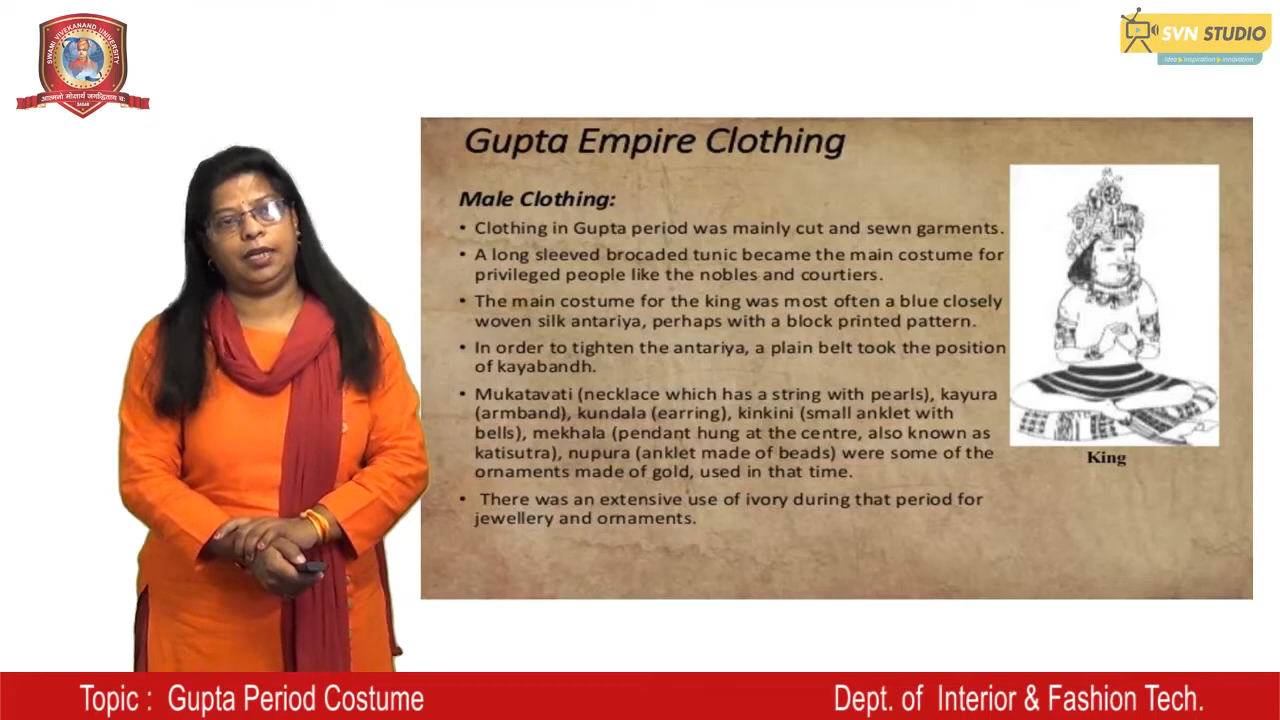 SWAMI VIVEKANAND UNIVERSITY
आत्मनो मोक्षार्थं जगद्धिताय च:
SAGAR
SVN STUDIO
Idea Inspiration Innovation
Gupta Empire Clothing
Male Clothing:
• Clothing in Gupta period was mainly cut and sewn garments.
• A long sleeved brocaded tunic became the main costume for
privileged people like the nobles and courtiers.
• The main costume for the king was most often a blue closely
woven silk antariya, perhaps with a block printed pattern.
• In order to tighten the antariya, a plain belt took the position
of kayabandh.
• Mukatavati (necklace which has a string with pearls), kayura
(armband), kundala (earring), kinkini (small anklet with
bells), mekhala (pendant hung at the centre, also known as
katisutra), nupura (anklet made of beads) were some of the
ornaments made of gold, used in that time.
• There was an extensive use of ivory during that period for
jewellery and ornaments.
King
Topic : Gupta Period Costume
Dept. of Interior & Fashion Tech.